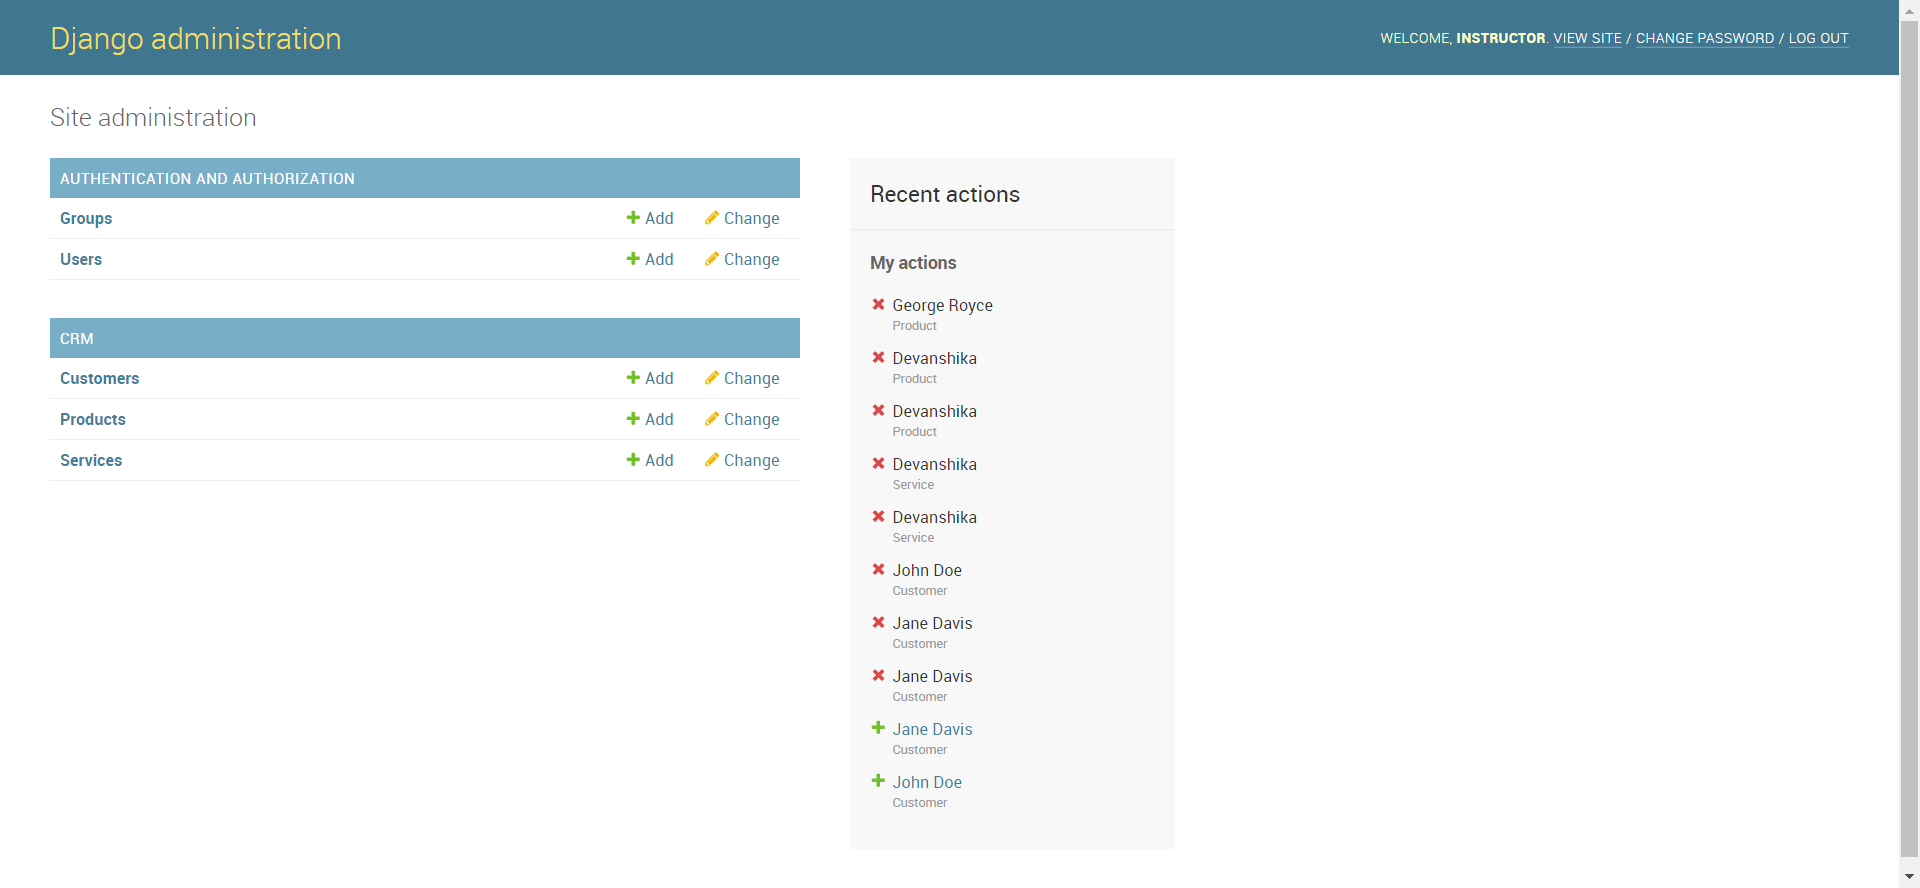 Django administration
WELCOME, INSTRUCTOR. VIEW SITE / CHANGE PASSWORD / LOG OUT
Site administration
AUTHENTICATION AND AUTHORIZATION
Groups Add Change
Users Add Change
CRM
Customers Add Change
Products Add Change
Services Add Change
Recent actions
My actions
George Royce
Product
Devanshika
Product
Devanshika
Product
Devanshika
Service
Devanshika
Service
John Doe
Customer
Jane Davis
Customer
Jane Davis
Customer
Jane Davis
Customer
John Doe
Customer